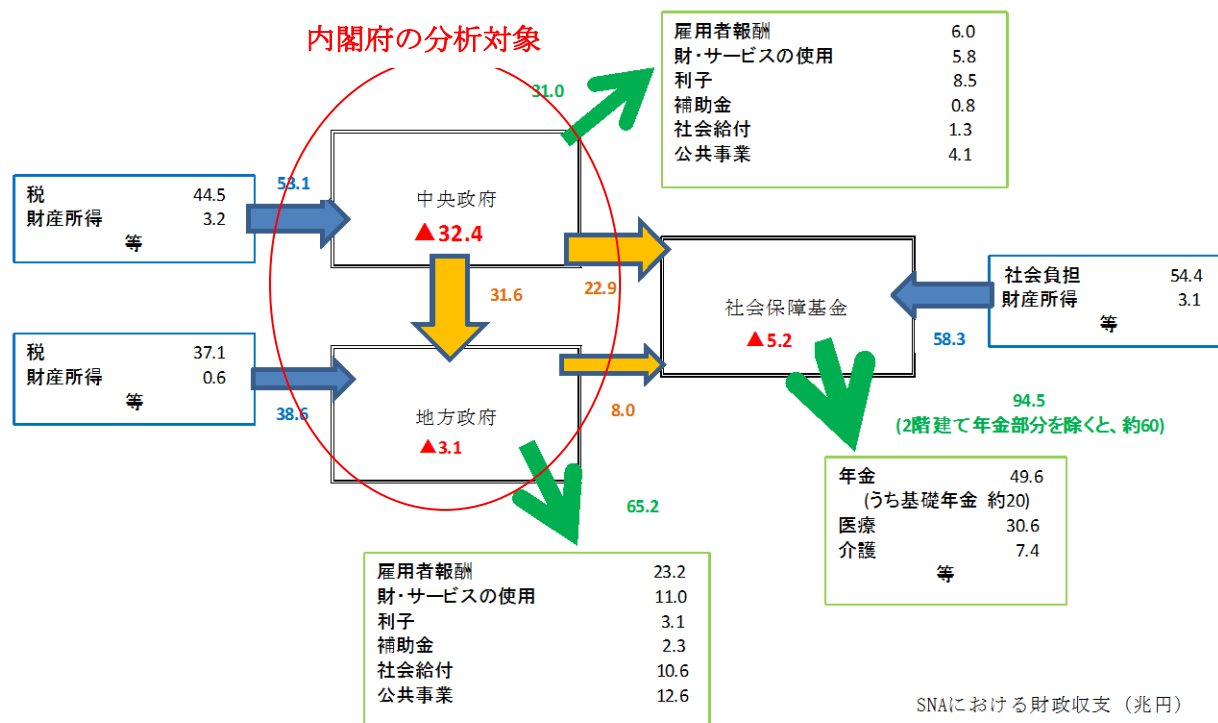 内閣府の分析対象
31.0
雇用者報酬 6.0
財・サービスの使用 5.8
利子 8.5
補助金 0.8
社会給付 1.3
公共事業 4.1
税 44.5
財産所得 3.2
等
53.1
中央政府
▲32.4
31.6
22.9
社会保障基金
▲5.2
社会負担 54.4
財産所得 3.1
等
58.3
税 37.1
財産所得 0.6
等
38.6
地方政府
▲3.1
8.0
94.5
(2階建て年金部分を除くと、約60)
65.2
年金 49.6
(うち基礎年金 約20)
医療 30.6
介護 7.4
等
雇用者報酬 23.2
財・サービスの使用 11.0
利子 3.1
補助金 2.3
社会給付 10.6
公共事業 12.6
SNAにおける財政収支（兆円）